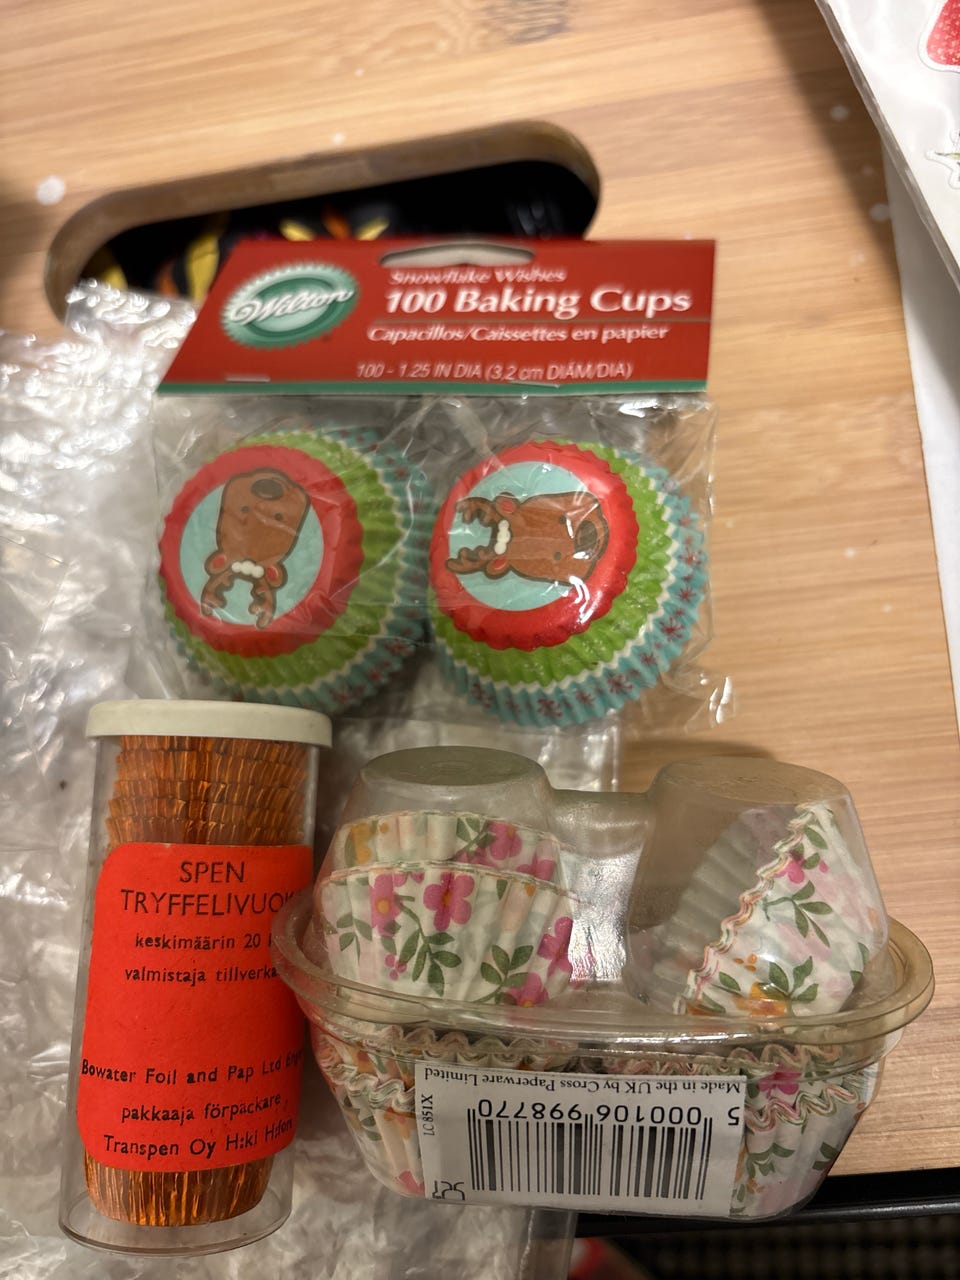 Wilton
Snowflake Wishes
100 Baking Cups
Capacillos/Caissettes en papier
100 - 1.25 IN DIA (3,2 cm DIÁM/DIA)
SPEN
TRYFFELIVUOK
keskimäärin 20
valmistaja tillverka
Bowater Foil and Pap Ltd
pakkaaja förpackare
Transpen Oy H:ki H:fors
Made in the UK by Cross Paperware Limited
5 000106 998770
LC 851X